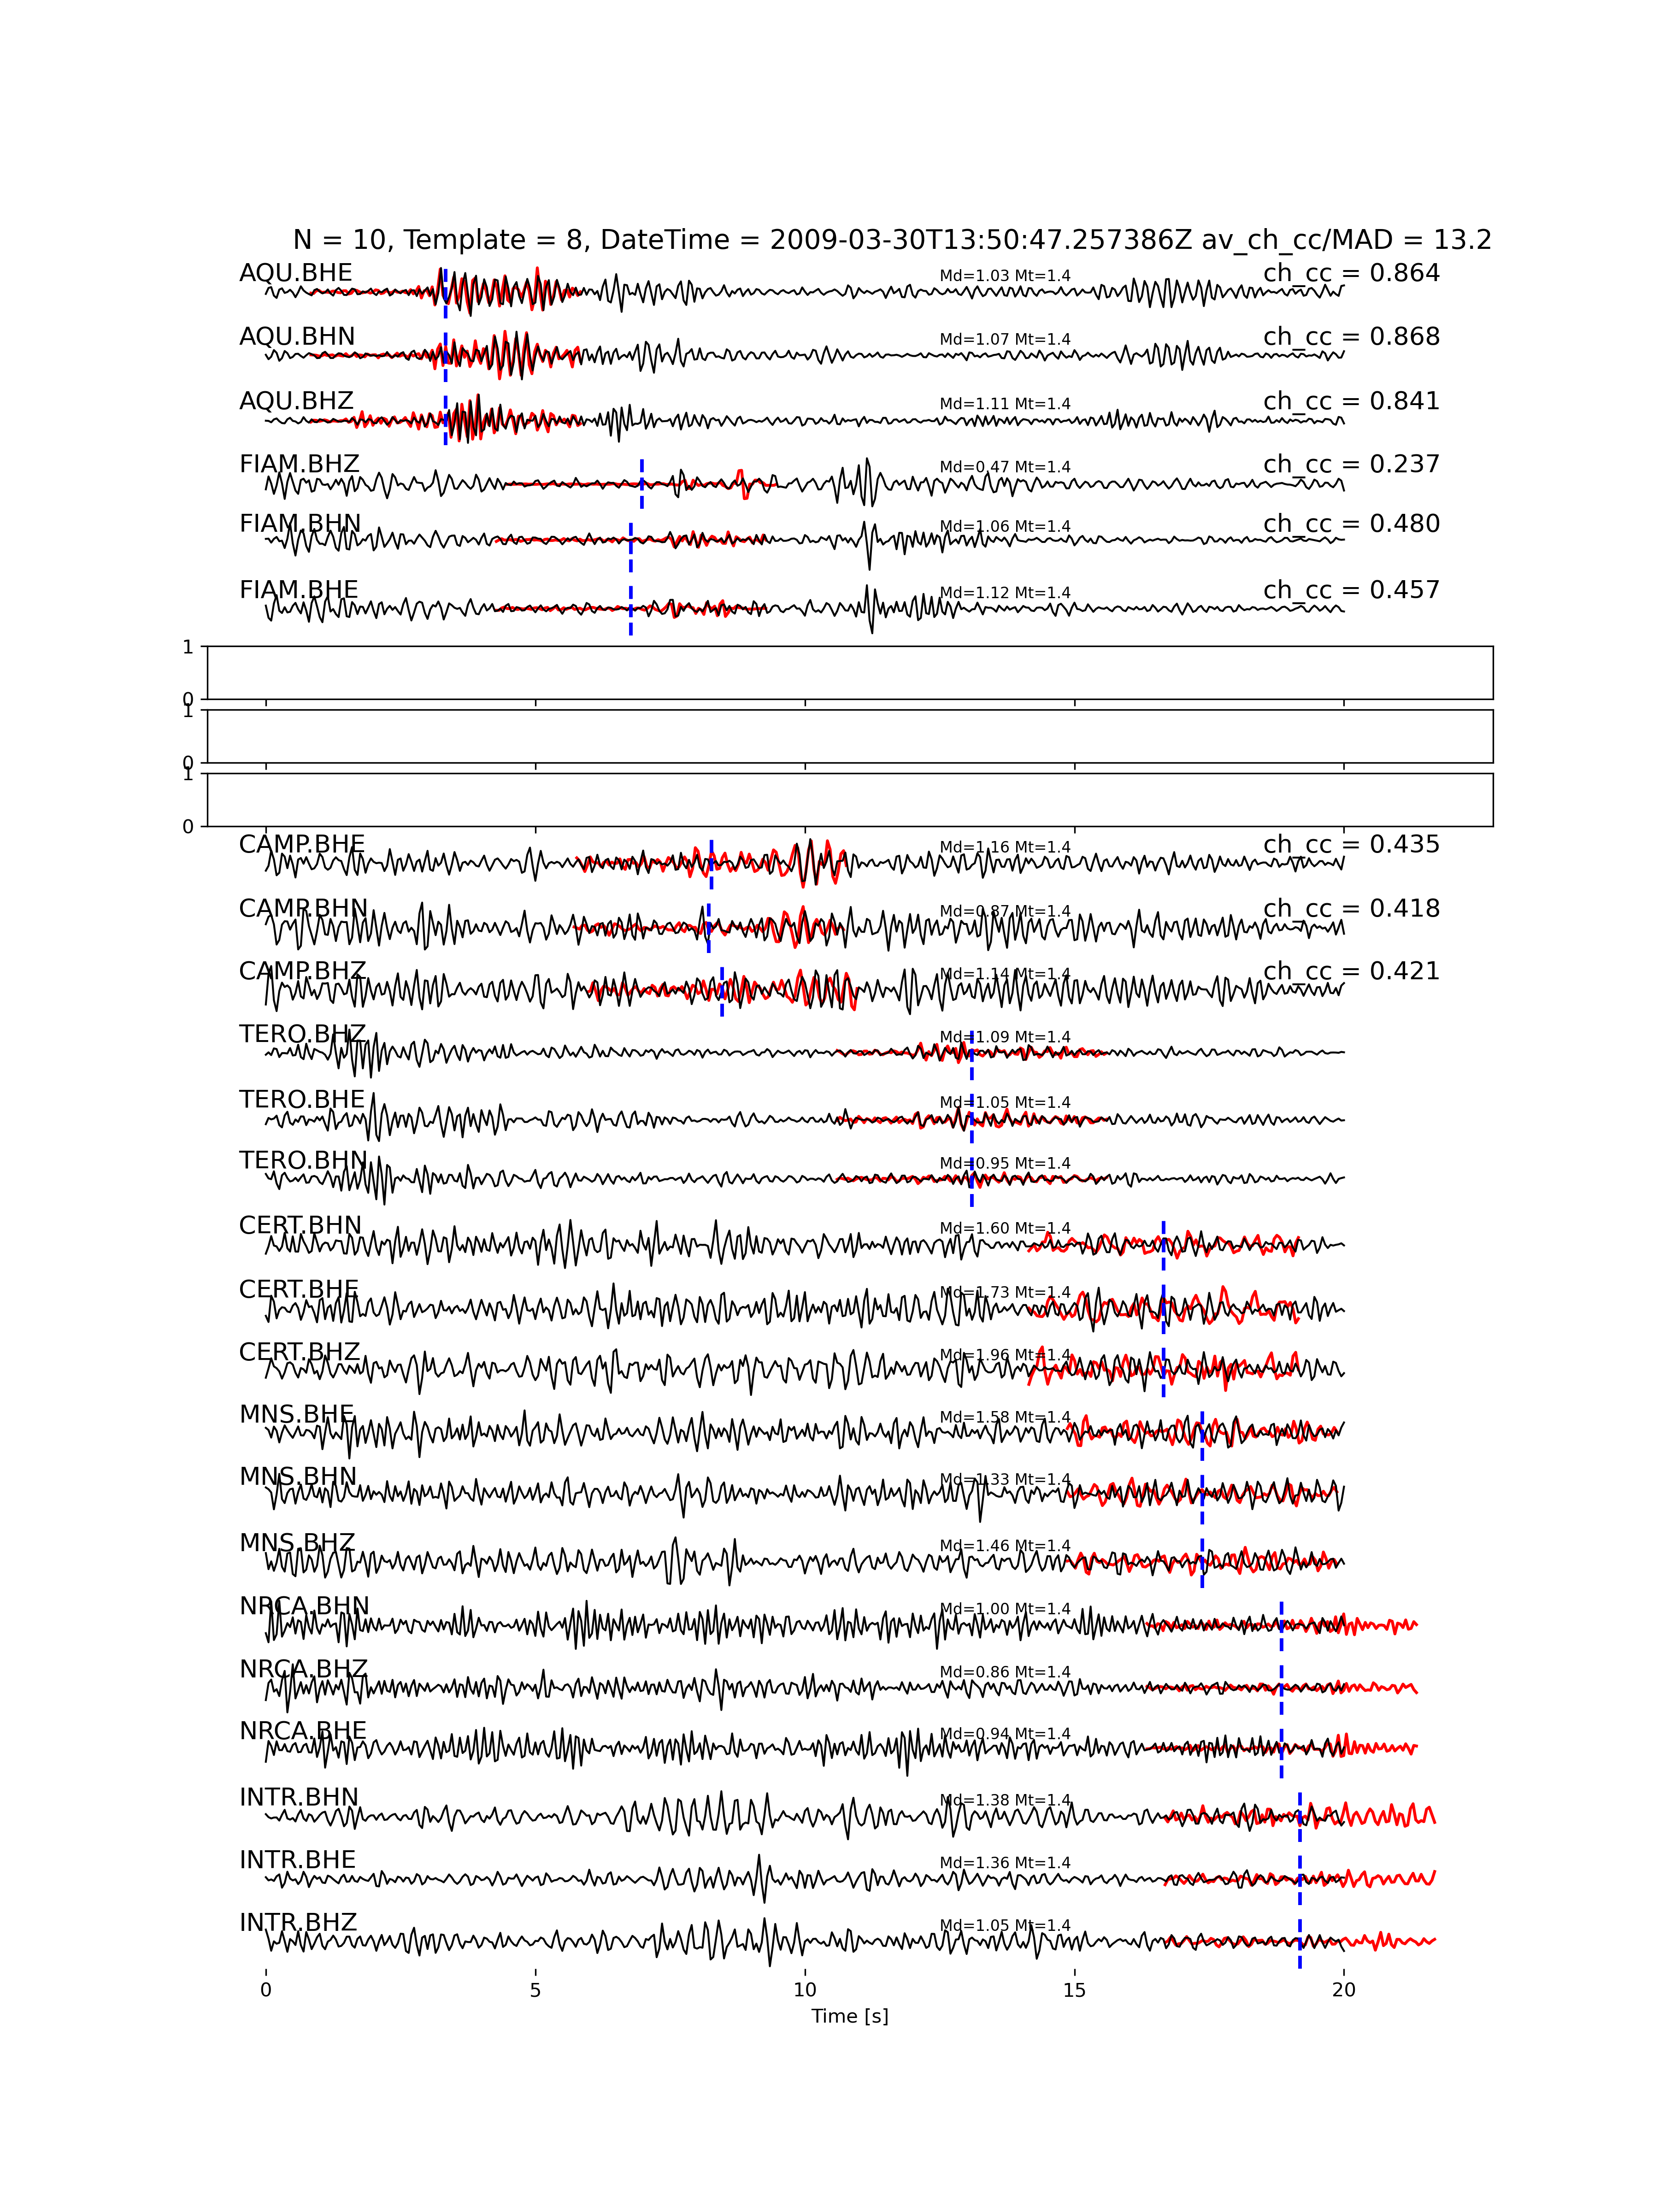 N = 10, Template = 8, DateTime = 2009-03-30T13:50:47.257386Z av_ch_cc/MAD = 13.2
AQU.BHE Md=1.03 Mt=1.4 ch_cc = 0.864
AQU.BHN Md=1.07 Mt=1.4 ch_cc = 0.868
AQU.BHZ Md=1.11 Mt=1.4 ch_cc = 0.841
FIAM.BHZ Md=0.47 Mt=1.4 ch_cc = 0.237
FIAM.BHN Md=1.06 Mt=1.4 ch_cc = 0.480
FIAM.BHE Md=1.12 Mt=1.4 ch_cc = 0.457
1
0
1
0
1
0
CAMP.BHE Md=1.16 Mt=1.4 ch_cc = 0.435
CAMP.BHN Md=0.87 Mt=1.4 ch_cc = 0.418
CAMP.BHZ Md=1.14 Mt=1.4 ch_cc = 0.421
TERO.BHZ Md=1.09 Mt=1.4
TERO.BHE Md=1.05 Mt=1.4
TERO.BHN Md=0.95 Mt=1.4
CERT.BHN Md=1.60 Mt=1.4
CERT.BHE Md=1.73 Mt=1.4
CERT.BHZ Md=1.96 Mt=1.4
MNS.BHE Md=1.58 Mt=1.4
MNS.BHN Md=1.33 Mt=1.4
MNS.BHZ Md=1.46 Mt=1.4
NRCA.BHN Md=1.00 Mt=1.4
NRCA.BHZ Md=0.86 Mt=1.4
NRCA.BHE Md=0.94 Mt=1.4
INTR.BHN Md=1.38 Mt=1.4
INTR.BHE Md=1.36 Mt=1.4
INTR.BHZ Md=1.05 Mt=1.4
0 5 10 15 20
Time [s]